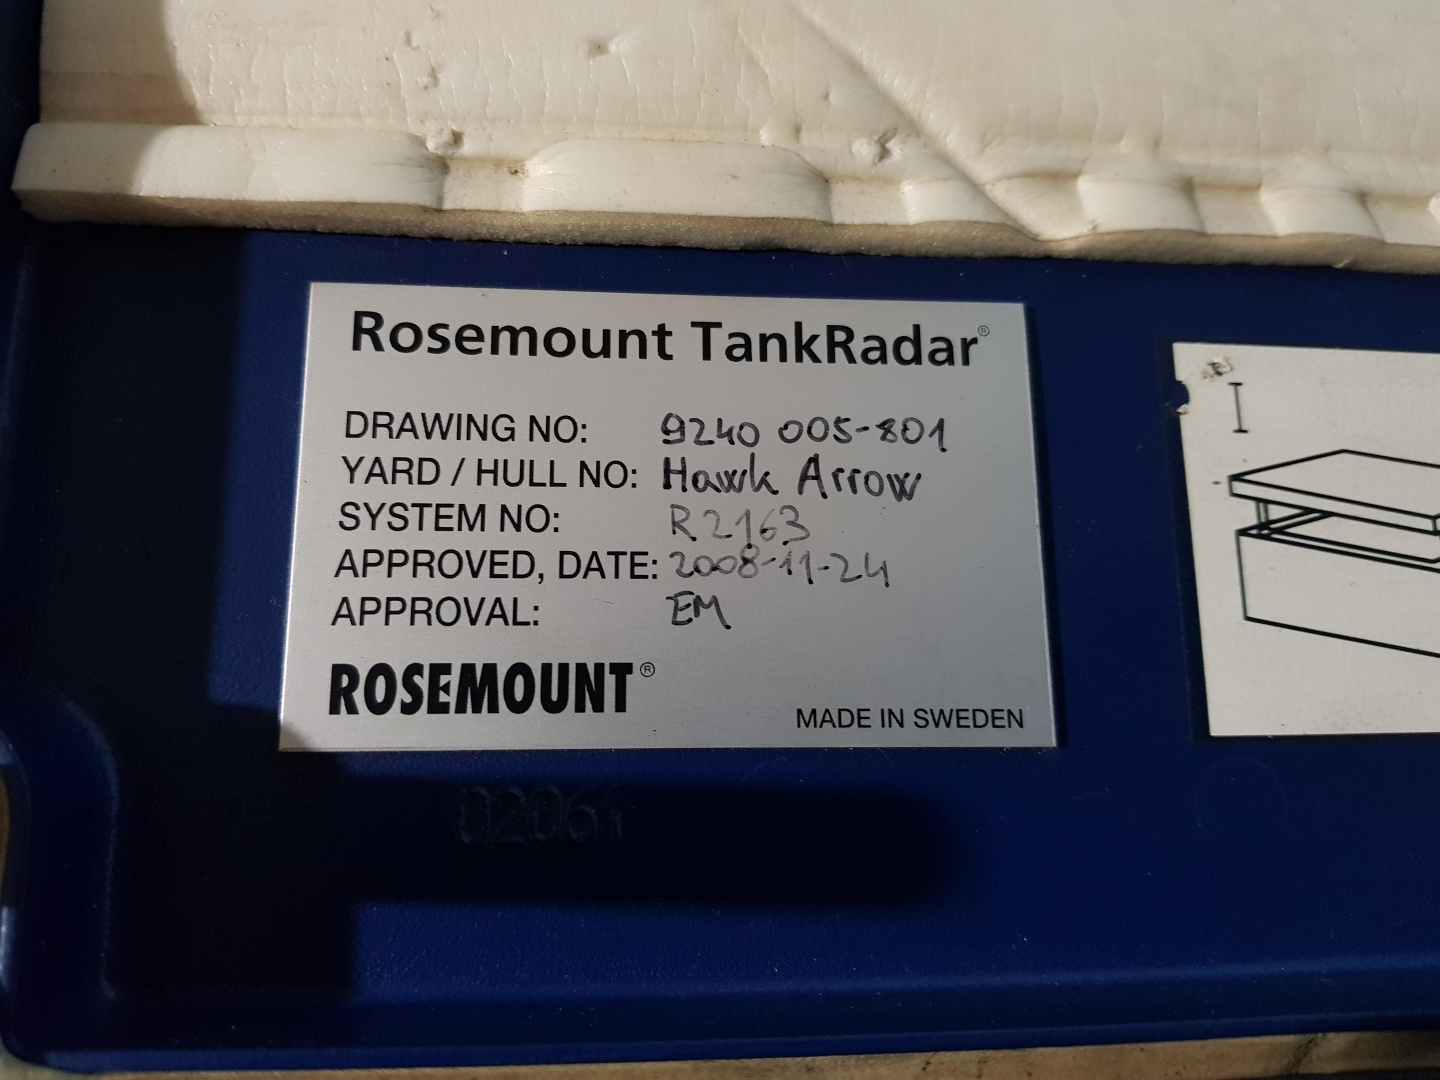 Rosemount TankRadar®
DRAWING NO: 9240 005-801
YARD / HULL NO: Hawk Arrow
SYSTEM NO: R2163
APPROVED, DATE: 2008-11-24
APPROVAL: EM
ROSEMOUNT®
MADE IN SWEDEN
I